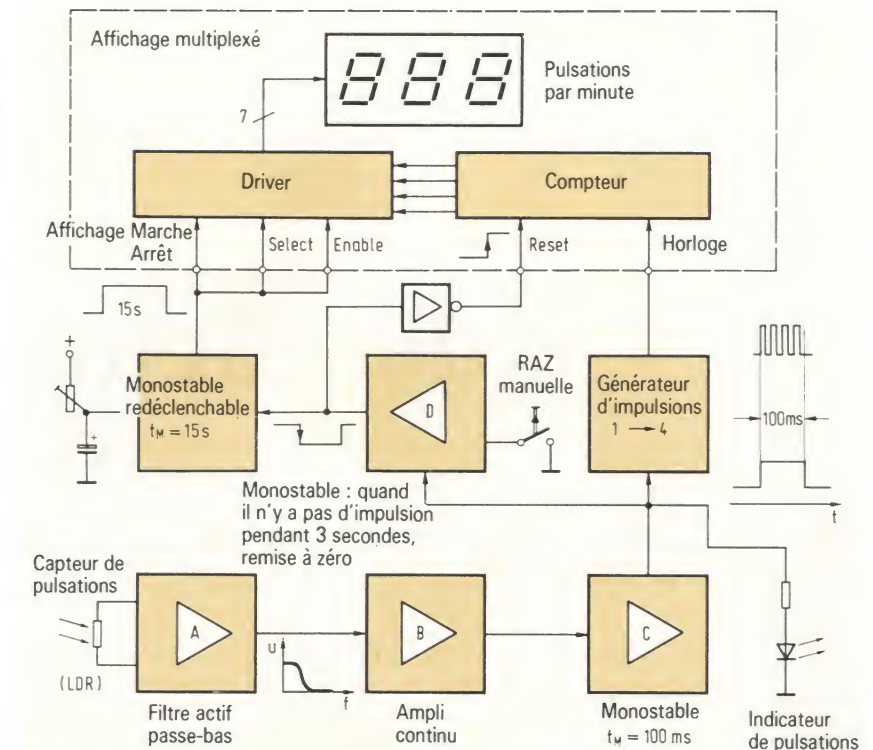 Affichage multiplexé
888
Pulsations
par minute
7
Driver
Compteur
Affichage Marche
Arrêt
Select
Enable
Reset
Horloge
15s
+
Monostable
redéclenchable
tM = 15s
+
D
RAZ
manuelle
Générateur
d'impulsions
1 → 4
100ms
t
Monostable : quand
il n'y a pas d'impulsion
pendant 3 secondes,
remise à zéro
Capteur de
pulsations
(LDR)
A
u
f
B
C
Filtre actif
passe-bas
Ampli
continu
Monostable
tM = 100 ms
Indicateur
de pulsations